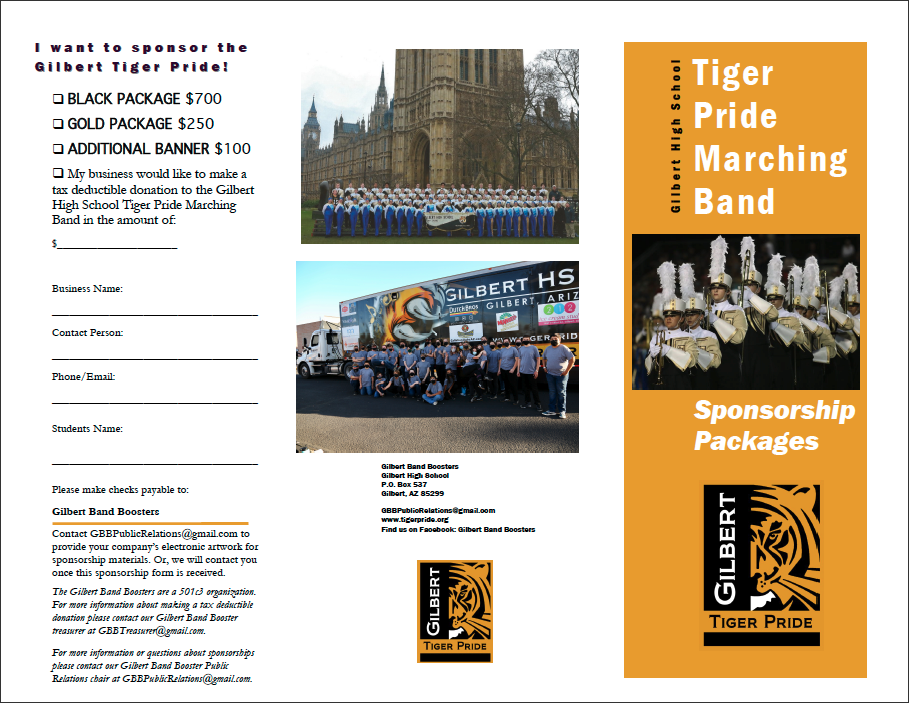 I want to sponsor the
Gilbert Tiger Pride!
❑ BLACK PACKAGE $700
❑ GOLD PACKAGE $250
❑ ADDITIONAL BANNER $100
❑ My business would like to make a
tax deductible donation to the Gilbert
High School Tiger Pride Marching
Band in the amount of:
$______________________
Business Name:
Contact Person:
Phone/Email:
Students Name:
Please make checks payable to:
Gilbert Band Boosters
Contact GBBPublicRelations@gmail.com to
provide your company's electronic artwork for
sponsorship materials. Or, we will contact you
once this sponsorship form is received.
The Gilbert Band Boosters are a 501c3 organization.
For more information about making a tax deductible
donation please contact our Gilbert Band Booster
treasurer at GBBTreasurer@gmail.com.
For more information or questions about sponsorships
please contact our Gilbert Band Booster Public
Relations chair at GBBPublicRelations@gmail.com.
GILBERT HS
GILBERT, ARIZ
DUTCH BROS
Gilbert Band Boosters
Gilbert High School
P.O. Box 537
Gilbert, AZ 85299
GBBPublicRelations@gmail.com
www.tigerpride.org
Find us on Facebook: Gilbert Band Boosters
GILBERT
TIGER PRIDE
Gilbert High School
Tiger
Pride
Marching
Band
Sponsorship
Packages
GILBERT
TIGER PRIDE